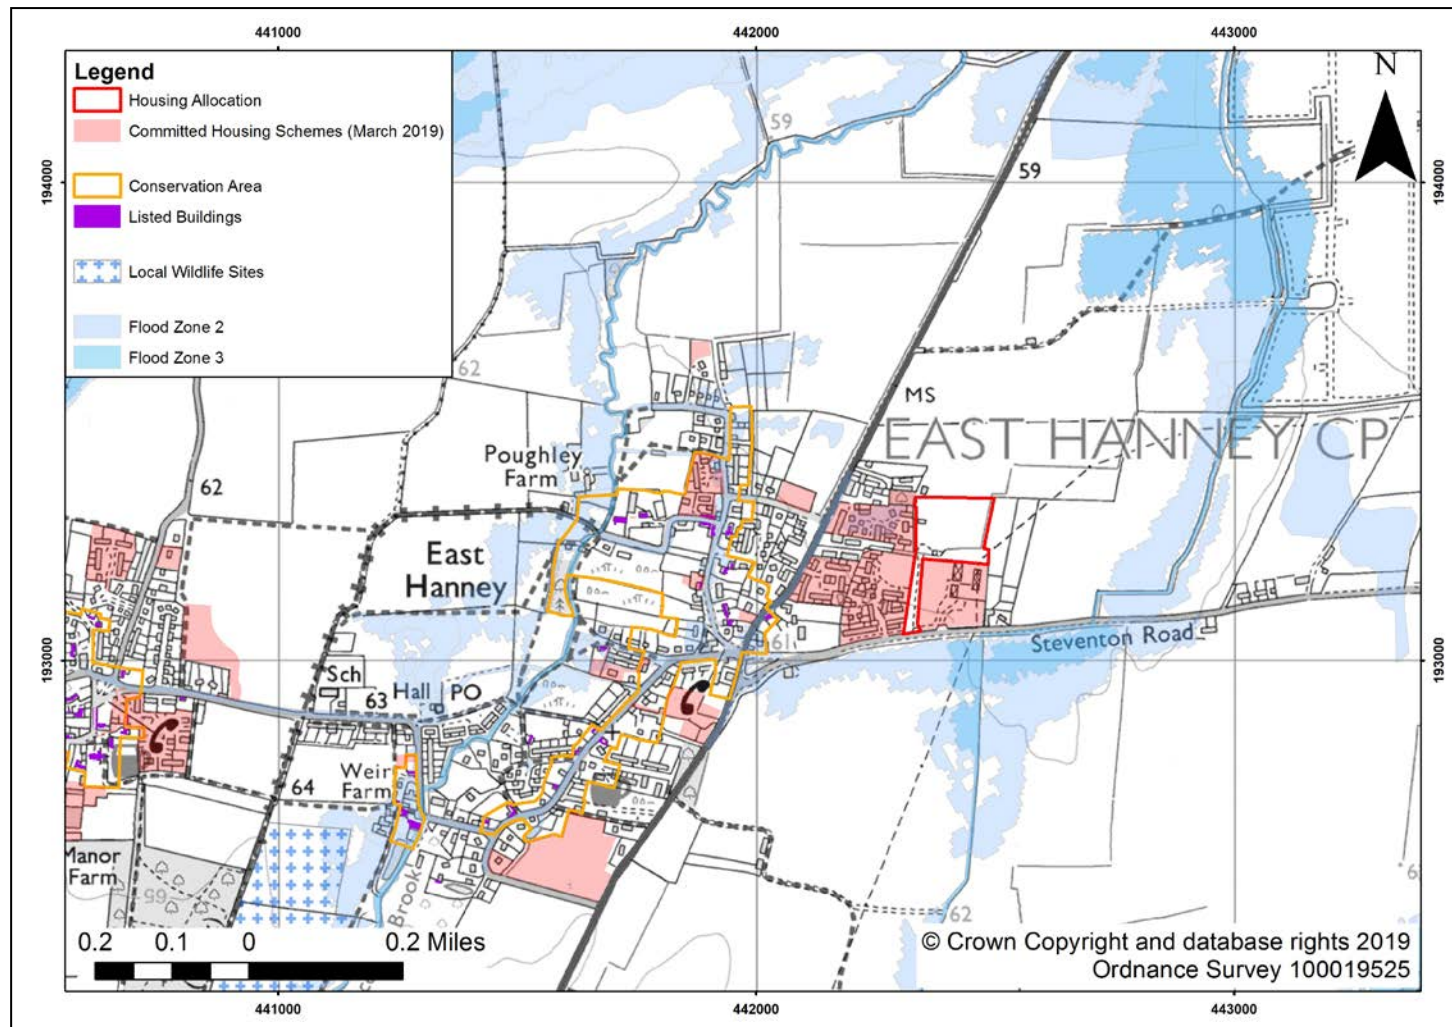 441000 442000 443000
Legend
Housing Allocation
Committed Housing Schemes (March 2019)
Conservation Area
Listed Buildings
Local Wildlife Sites
Flood Zone 2
Flood Zone 3
N
59
59
194000
194000
62
MS
EAST HANNEY CP
Poughley
Farm
62
East
Hanney
61
Steventon Road
193000
193000
Sch
63
Hall
PO
Weir
Farm
64
Manor
Farm
65
Brook
62
0.2 0.1 0 0.2 Miles
© Crown Copyright and database rights 2019
Ordnance Survey 100019525
441000 442000 443000